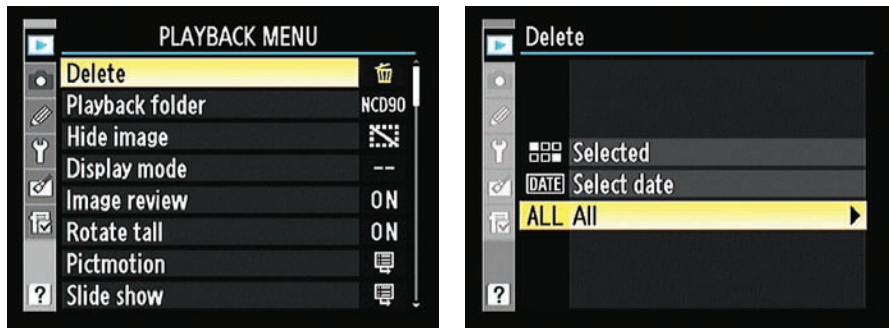 PLAYBACK MENU
Delete
Playback folder NCD90
Hide image
Display mode --
Image review ON
Rotate tall ON
Pictmotion
Slide show
?
Delete
Selected
DATE Select date
ALL All
?